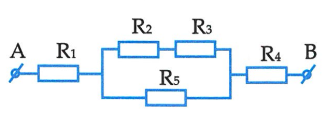 R₂ R₃
A R₁ R₄ B
R₅